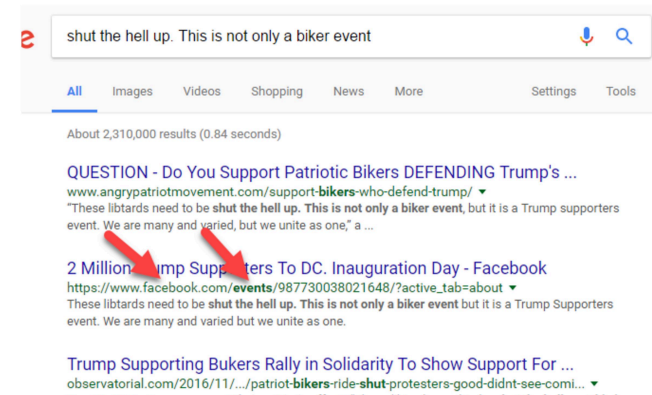 e shut the hell up. This is not only a biker event
All Images Videos Shopping News More Settings Tools
About 2,310,000 results (0.84 seconds)
QUESTION - Do You Support Patriotic Bikers DEFENDING Trump's ...
www.angrypatriotmovement.com/support-bikers-who-defend-trump/
"These libtards need to be shut the hell up. This is not only a biker event, but it is a Trump supporters
event. We are many and varied, but we unite as one," a ...
2 Million Supp ters To DC. Inauguration Day - Facebook
https://www.facebook.com/events/987730038021648/?active_tab=about
These libtards need to be shut the hell up. This is not only a biker event but it is a Trump Supporters
event. We are many and varied but we unite as one.
Trump Supporting Bukers Rally in Solidarity To Show Support For ...
observatorial.com/2016/11/.../patriot-bikers-ride-shut-protesters-good-didnt-see-comi...